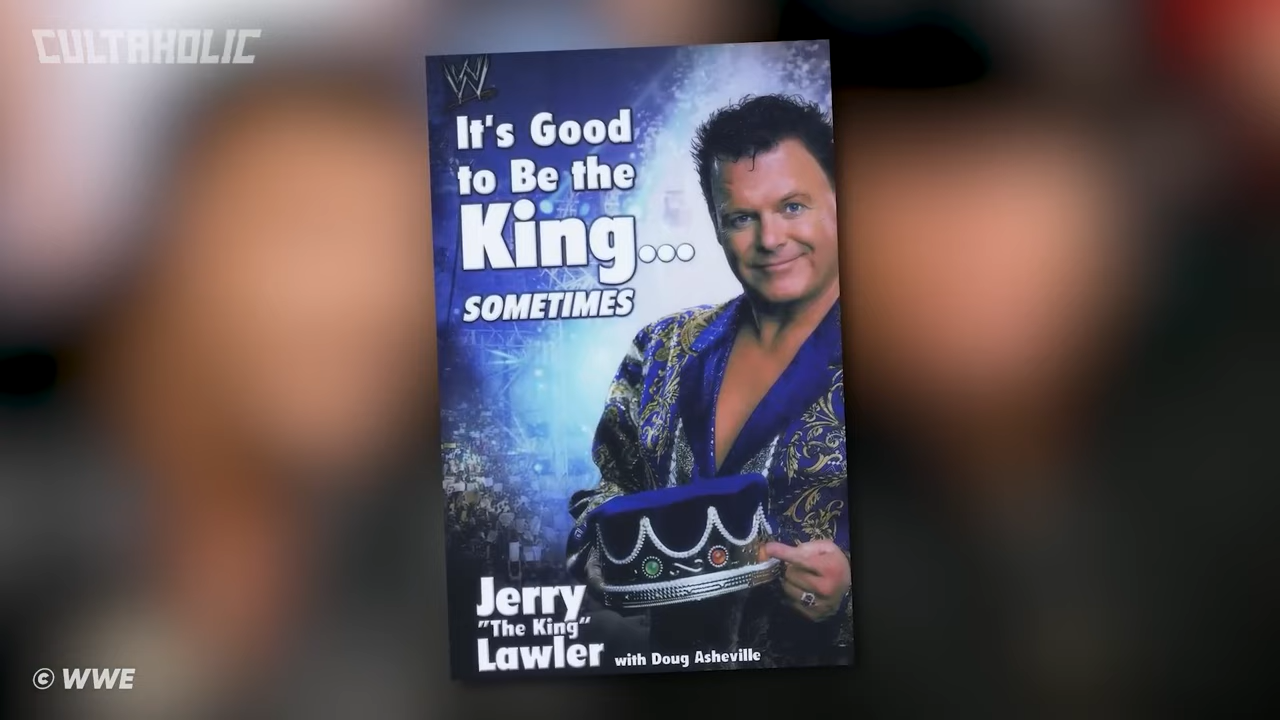 CULTAHOLIC
W
It's Good
to Be the
King...
SOMETIMES
Jerry
"The King"
Lawler
with Doug Asheville
© WWE